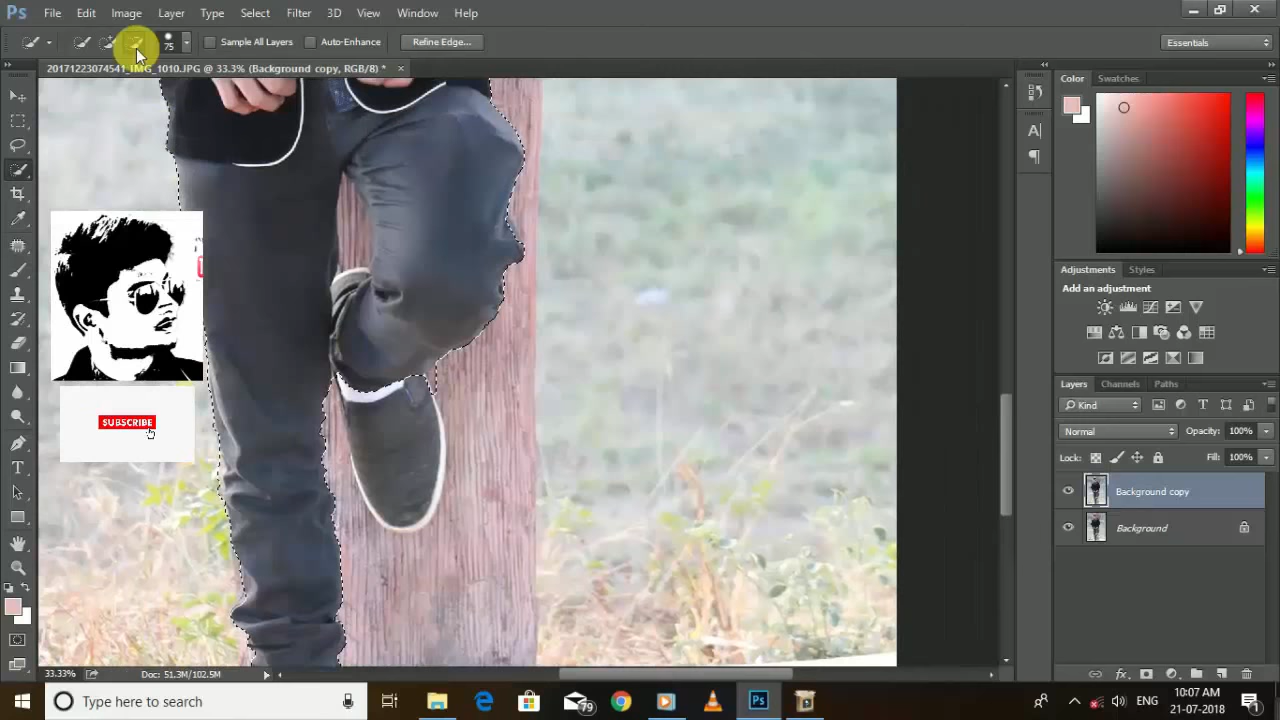 Ps File Edit Image Layer Type Select Filter 3D View Window Help
75 Sample All Layers Auto-Enhance Refine Edge... Essentials
20171223074541_IMG_1010.JPG @ 33.3% (Background copy, RGB/8) * ×
Color Swatches
Adjustments Styles
Add an adjustment
SUBSCRIBE
Layers Channels Paths
Kind
Normal Opacity: 100%
Lock: Fill: 100%
Background copy
Background
33.33% Doc: 51.3M/102.5M
Type here to search 79 Ps ENG 10:07 AM
21-07-2018 1